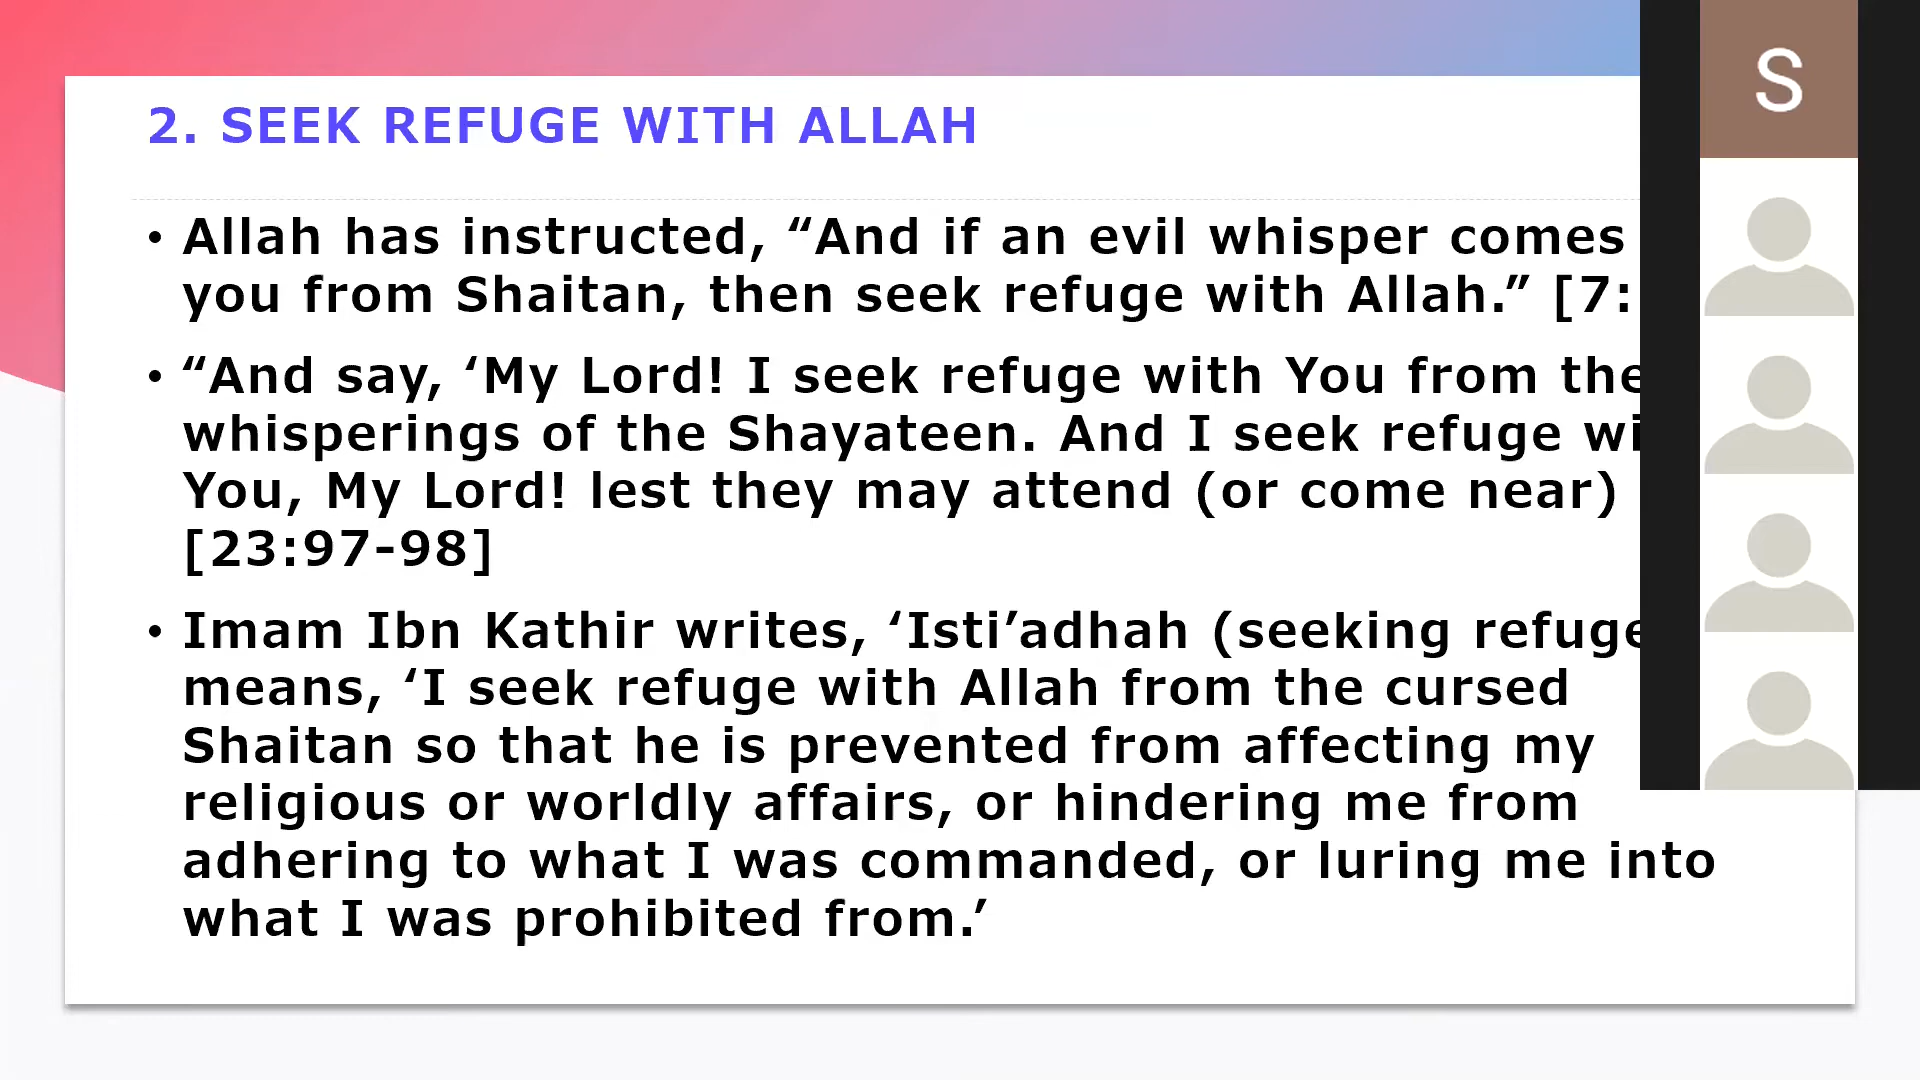 2. SEEK REFUGE WITH ALLAH
S
• Allah has instructed, “And if an evil whisper comes
you from Shaitan, then seek refuge with Allah.” [7:
• “And say, ‘My Lord! I seek refuge with You from the
whisperings of the Shayateen. And I seek refuge
You, My Lord! lest they may attend (or come near)
[23:97-98]
• Imam Ibn Kathir writes, ‘Isti’adhah (seeking refuge
means, ‘I seek refuge with Allah from the cursed
Shaitan so that he is prevented from affecting my
religious or worldly affairs, or hindering me from
adhering to what I was commanded, or luring me into
what I was prohibited from.’